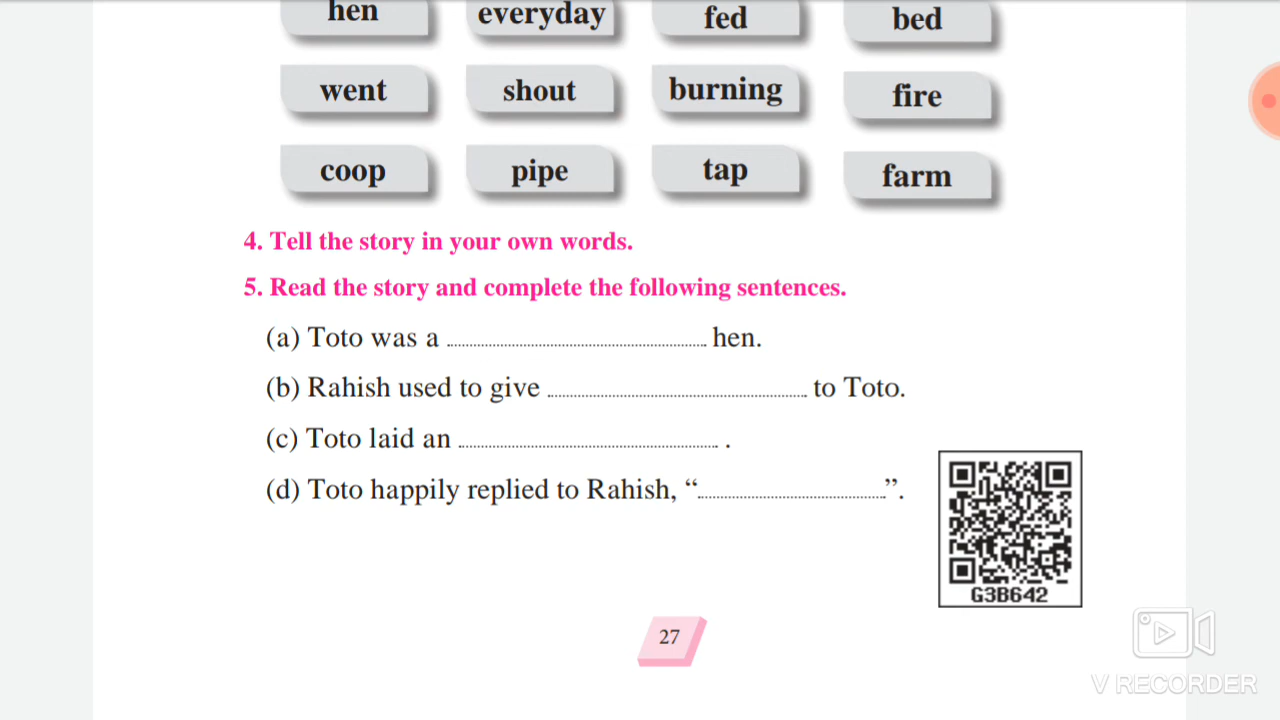 hen everyday fed bed
went shout burning fire
coop pipe tap farm
4. Tell the story in your own words.
5. Read the story and complete the following sentences.
(a) Toto was a ........................ hen.
(b) Rahish used to give ........................ to Toto.
(c) Toto laid an ........................ .
(d) Toto happily replied to Rahish, “........................”.
G3B642
27
V RECORDER